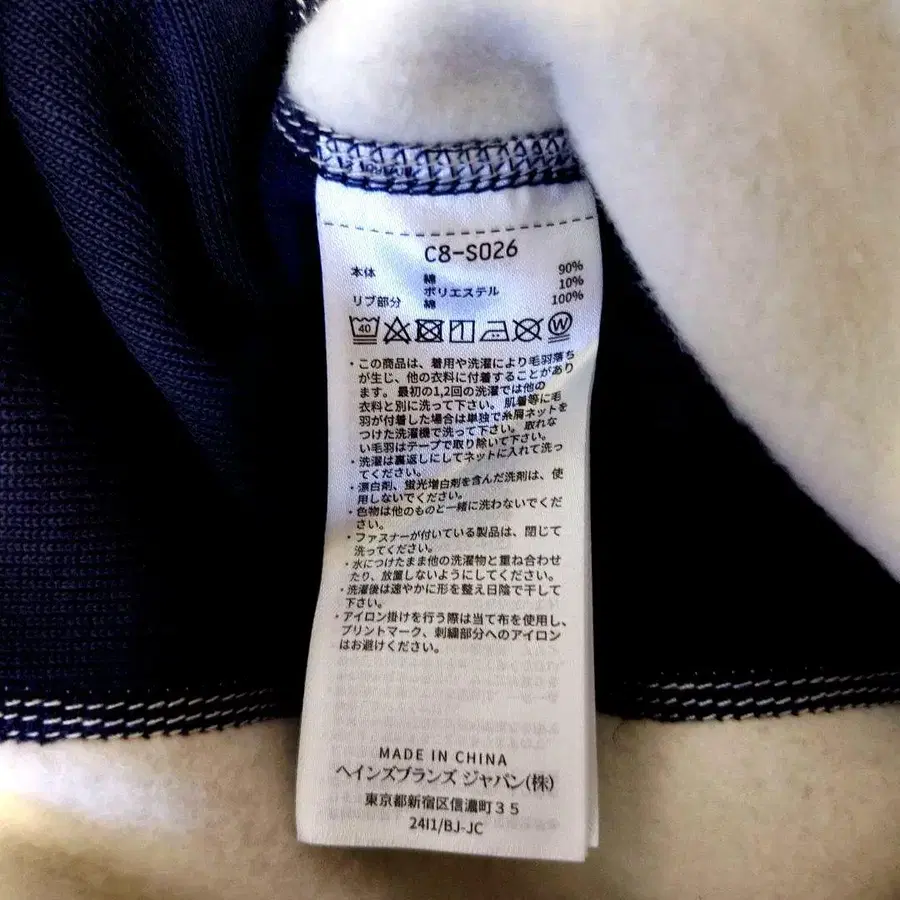 C8-S026
本体 綿 90%
ポリエステル 10%
リブ部分 綿 100%
40 W
・この商品は、着用や洗濯により毛羽落ち
が生じ、他の衣料に付着することがあり
ます。最初の1,2回の洗濯では他の
衣料と別に洗って下さい。肌着等に毛
羽が付着した場合は単独で糸屑ネットを
つけた洗濯機で洗って下さい。取れな
い毛羽はテープで取り除いて下さい。
・洗濯は裏返しにしてネットに入れて洗っ
てください。
・漂白剤、蛍光増白剤を含んだ洗剤は、使
用しないでください。
・色物は他のものと一緒に洗わないでくだ
さい。
・ファスナーが付いている製品は、閉じて
洗ってください。
・水につけたまま他の洗濯物と重ね合わせ
たり、放置しないようにしてください。
・洗濯後は速やかに形を整え日陰で干して
下さい。
・アイロン掛けを行う際は当て布を使用し、
プリントマーク、刺繍部分へのアイロン
はお避けください。
MADE IN CHINA
ヘインズブランズ ジャパン(株)
東京都新宿区信濃町35
24I1/BJ-JC